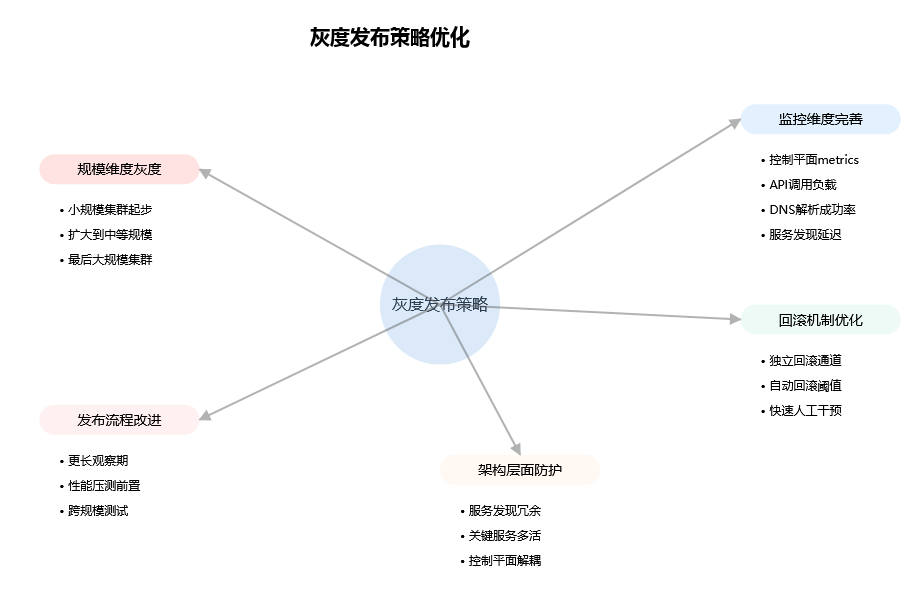 灰度发布策略优化
规模维度灰度
• 小规模集群起步
• 扩大到中等规模
• 最后大规模集群
监控维度完善
• 控制平面metrics
• API调用负载
• DNS解析成功率
• 服务发现延迟
灰度发布策略
回滚机制优化
• 独立回滚通道
• 自动回滚阈值
• 快速人工干预
发布流程改进
• 更长观察期
• 性能压测前置
• 跨规模测试
架构层面防护
• 服务发现冗余
• 关键服务多活
• 控制平面解耦